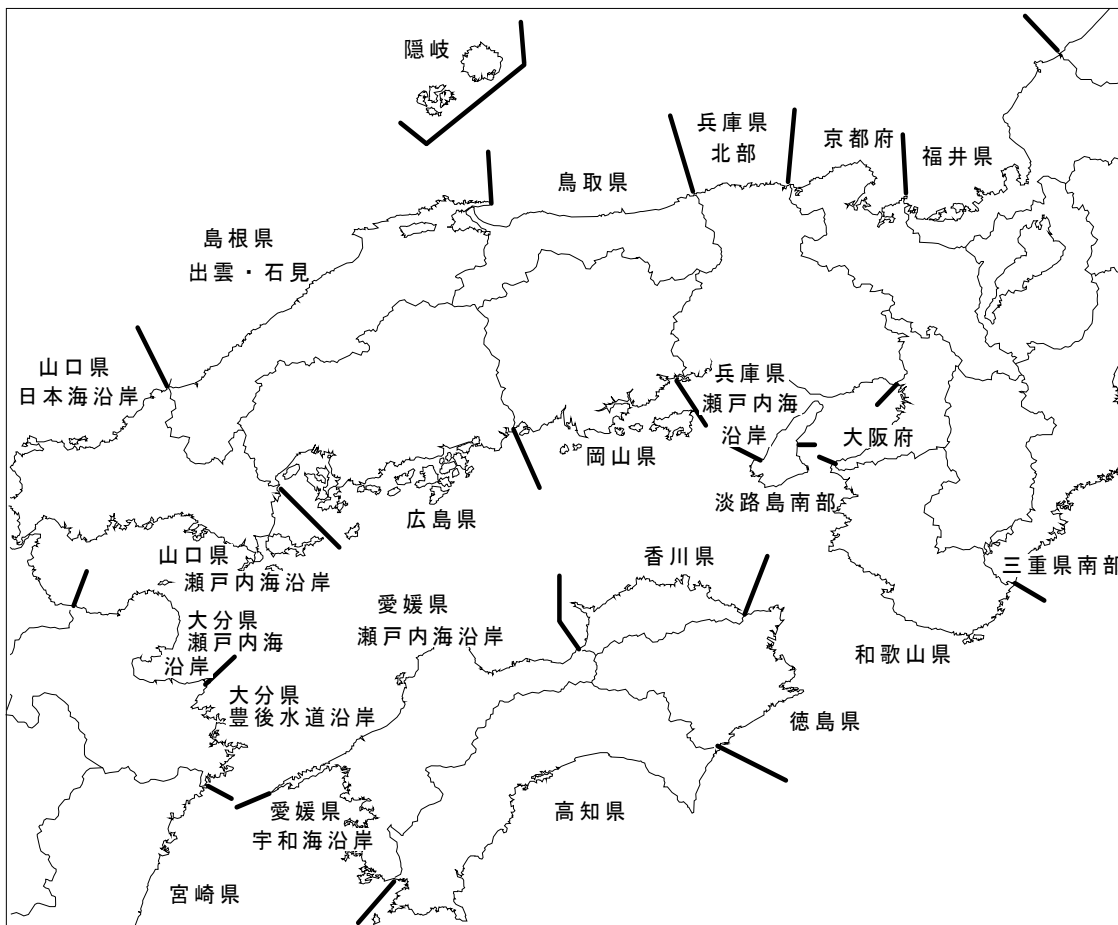 隠岐
兵庫県
北部
京都府
福井県
鳥取県
島根県
出雲・石見
山口県
日本海沿岸
兵庫県
瀬戸内海
沿岸
大阪府
岡山県
淡路島南部
広島県
山口県
瀬戸内海沿岸
香川県
三重県南部
愛媛県
瀬戸内海沿岸
大分県
瀬戸内海
沿岸
和歌山県
大分県
豊後水道沿岸
徳島県
愛媛県
宇和海沿岸
高知県
宮崎県